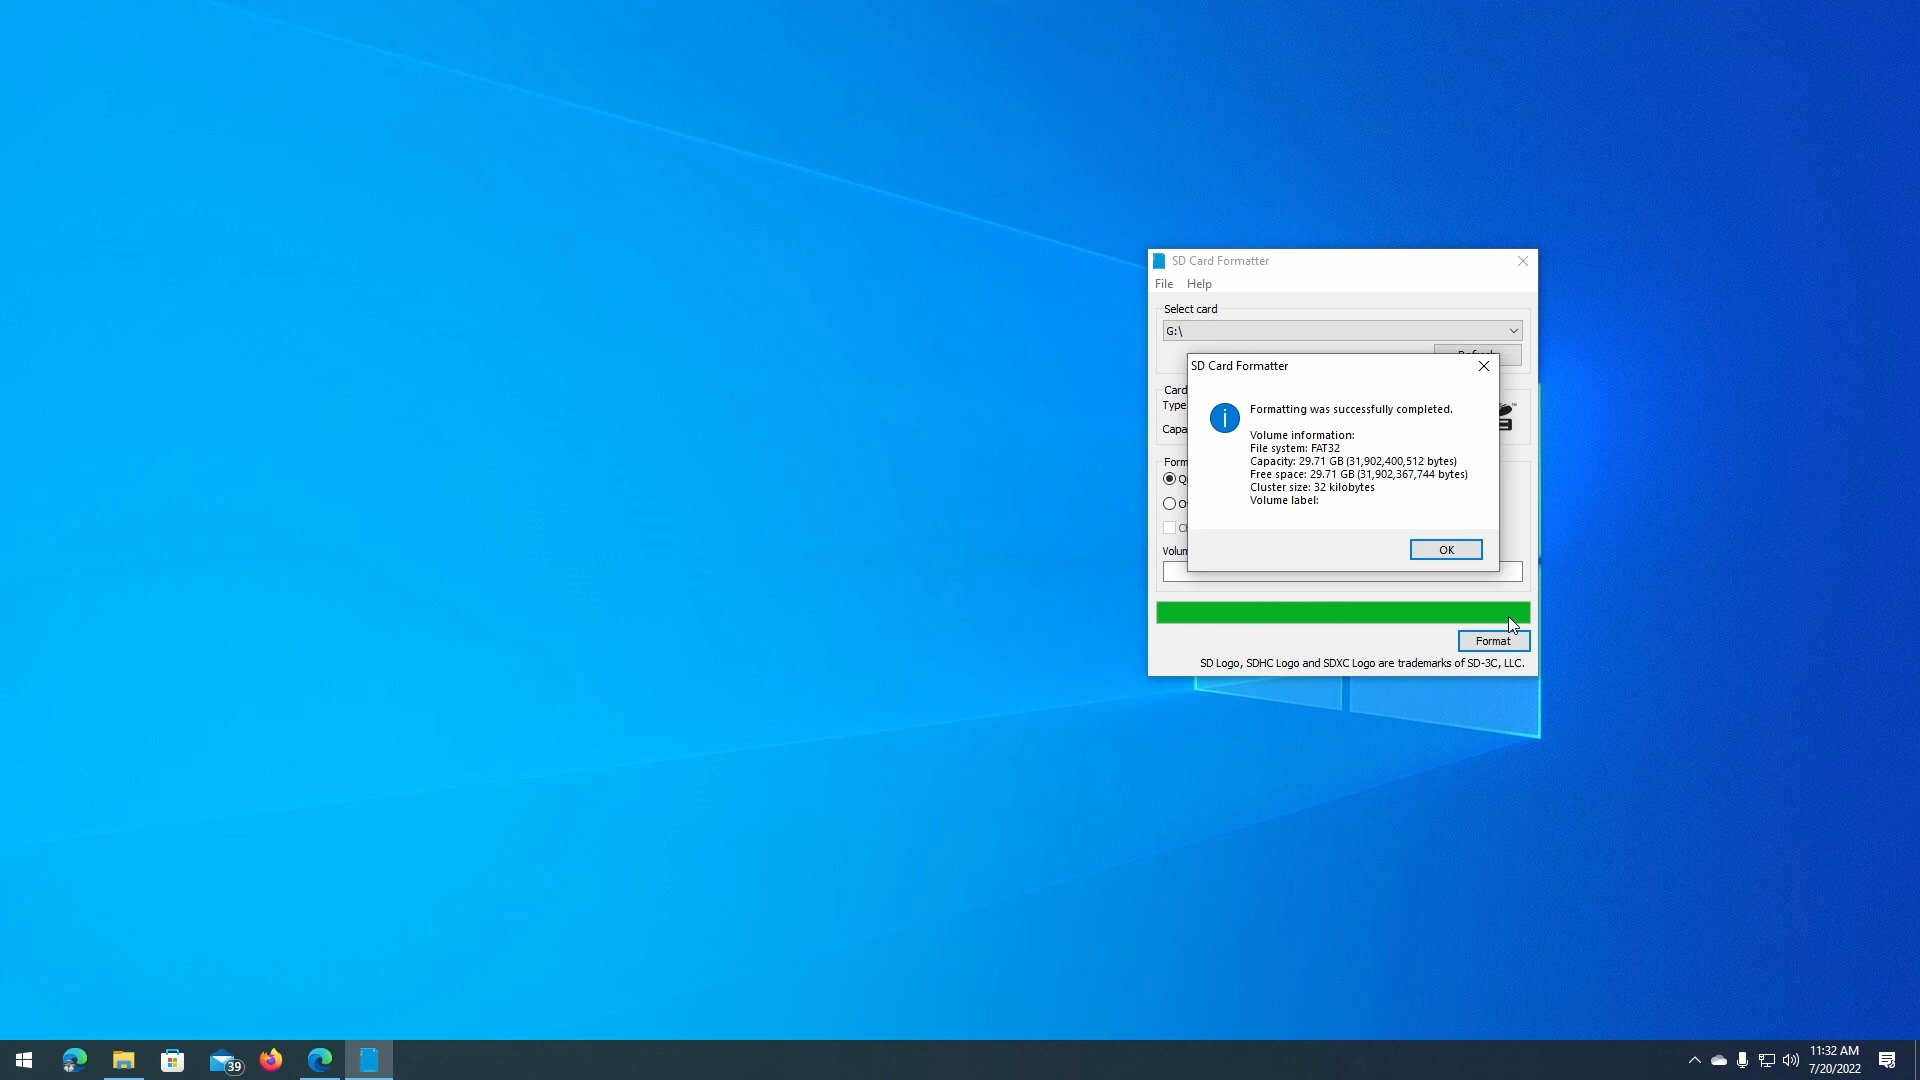 SD Card Formatter
File Help
Select card
G:\
SD Card Formatter
Card
Type
Formatting was successfully completed.
Capa
Volume information:
File system: FAT32
Form
Capacity: 29.71 GB (31,902,400,512 bytes)
Free space: 29.71 GB (31,902,367,744 bytes)
Cluster size: 32 kilobytes
Volume label:
Volum
OK
Format
SD Logo, SDHC Logo and SDXC Logo are trademarks of SD-3C, LLC.
39
11:32 AM
7/20/2022